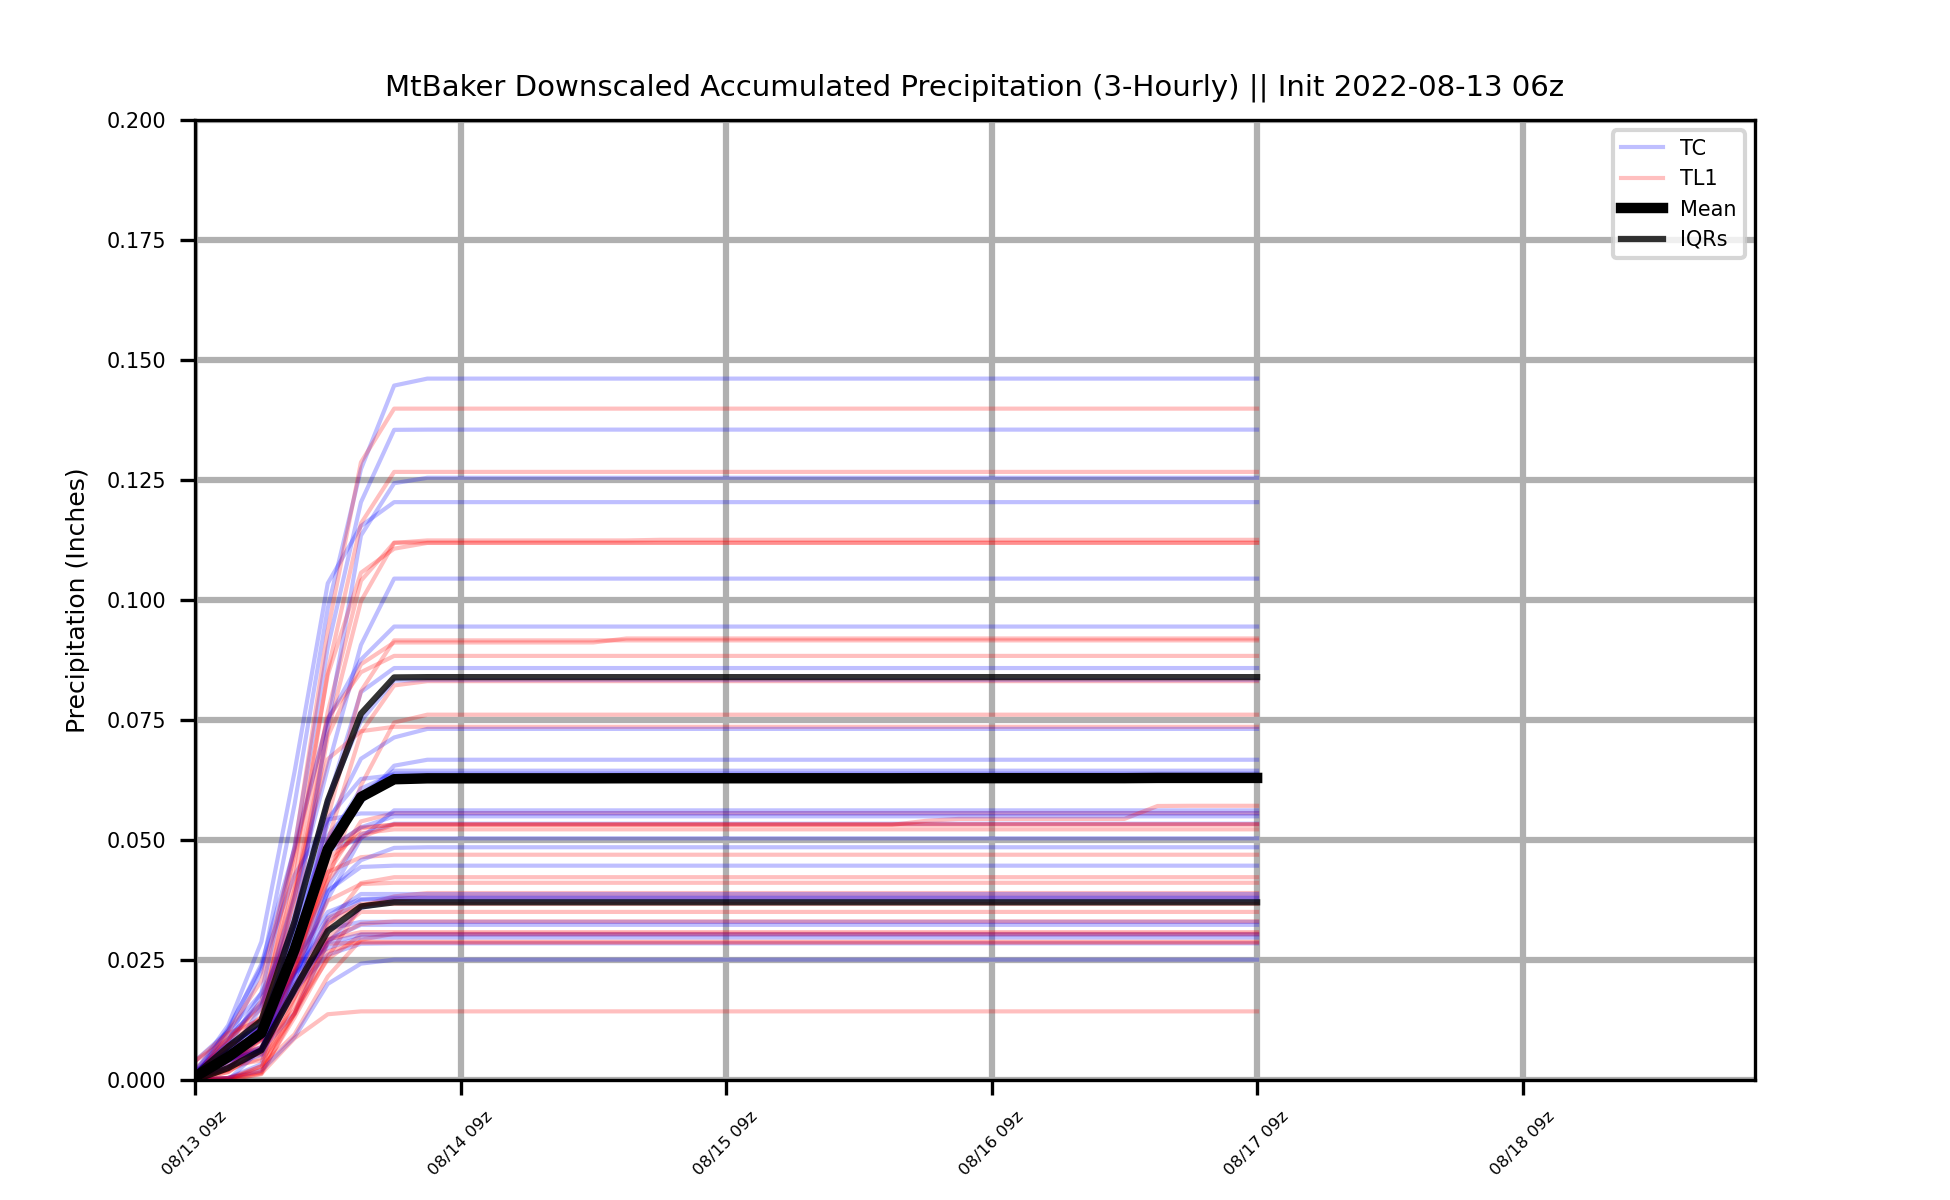 MtBaker Downscaled Accumulated Precipitation (3-Hourly) || Init 2022-08-13 06z
TC
TL1
Mean
IQRs
Precipitation (Inches)
0.200
0.175
0.150
0.125
0.100
0.075
0.050
0.025
0.000
08/13 09z
08/14 09z
08/15 09z
08/16 09z
08/17 09z
08/18 09z